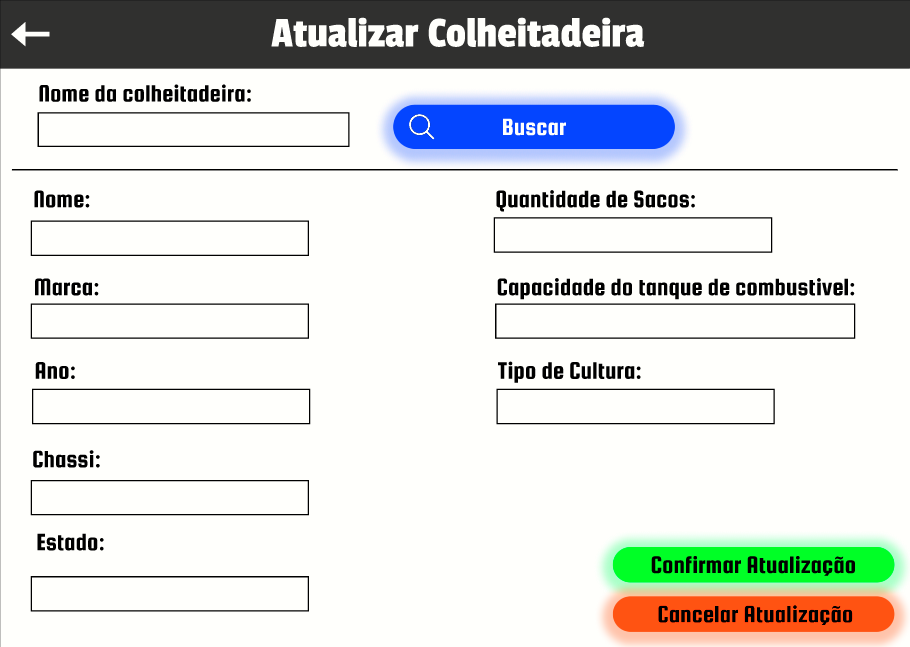 Atualizar Colheitadeira
Nome da colheitadeira:
Buscar
Nome:
Quantidade de Sacos:
Marca:
Capacidade do tanque de combustivel:
Ano:
Tipo de Cultura:
Chassi:
Estado:
Confirmar Atualização
Cancelar Atualização